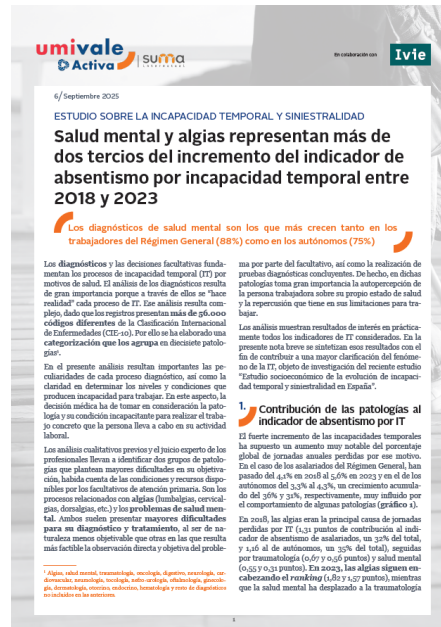 umivale
Activa
suma
intermutual
En colaboración con
Ivie
6/ Septiembre 2025
ESTUDIO SOBRE LA INCAPACIDAD TEMPORAL Y SINIESTRALIDAD
Salud mental y algias representan más de
dos tercios del incremento del indicador de
absentismo por incapacidad temporal entre
2018 y 2023
Los diagnósticos de salud mental son los que más crecen tanto en los
trabajadores del Régimen General (88%) como en los autónomos (75%)
Los diagnósticos y las decisiones facultativas funda-
mentan los procesos de incapacidad temporal (IT) por
motivos de salud. El análisis de los diagnósticos resulta
de gran importancia porque a través de ellos se "hace
realidad" cada proceso de IT. Ese análisis resulta com-
plejo, dado que los registros presentan más de 56.000
códigos diferentes de la Clasificación Internacional
de Enfermedades (CIE-10). Por ello se ha elaborado una
categorización que los agrupa en diecisiete patolo-
gías¹.
En el presente análisis resultan importantes las pe-
culiaridades de cada proceso diagnóstico, así como la
claridad en determinar los niveles y condiciones que
producen incapacidad para trabajar. En este aspecto, la
decisión médica ha de tomar en consideración la pato-
logía y su condición incapacitante para realizar el traba-
jo concreto que la persona lleva a cabo en su actividad
laboral.
Los análisis cualitativos previos y el juicio experto de los
profesionales llevan a identificar dos grupos de patolo-
gías que plantean mayores dificultades en su objetiva-
ción, habida cuenta de las condiciones y recursos dispo-
nibles por los facultativos de atención primaria. Son los
procesos relacionados con algias (lumbalgias, cervical-
gias, dorsalgias, etc.) y los problemas de salud men-
tal. Ambos suelen presentar mayores dificultades
para su diagnóstico y tratamiento, al ser de na-
turaleza menos objetivable que otras en las que resulta
más factible la observación directa y objetiva del proble-
¹ Algias, salud mental, traumatología, oncología, digestivo, neurología, car-
diovascular, neumología, tocología, nefro-urología, oftalmología, ginecolo-
gía, dermatología, otorrino, endocrino, hematología y resto de diagnósticos
no incluidos en las anteriores.
ma por parte del facultativo, así como la realización de
pruebas diagnósticas concluyentes. De hecho, en dichas
patologías toma gran importancia la autopercepción de
la persona trabajadora sobre su propio estado de salud
y la repercusión que tiene en sus limitaciones para tra-
bajar.
Los análisis muestran resultados de interés en práctica-
mente todos los indicadores de IT considerados. En la
presente nota breve se sintetizan esos resultados con el
fin de contribuir a una mayor clarificación del fenóme-
no de la IT, objeto de investigación del reciente estudio
"Estudio socioeconómico de la evolución de incapaci-
dad temporal y siniestralidad en España".
1. Contribución de las patologías al
indicador de absentismo por IT
El fuerte incremento de las incapacidades temporales
ha supuesto un aumento muy notable del porcentaje
global de jornadas anuales perdidas por ese motivo.
En el caso de los asalariados del Régimen General, han
pasado del 4,1% en 2018 al 5,6% en 2023 y en el de los
autónomos del 3,3% al 4,3%, un crecimiento acumula-
do del 36% y 31%, respectivamente, muy influido por
el comportamiento de algunas patologías (gráfico 1).
En 2018, las algias eran la principal causa de jornadas
perdidas por IT (1,31 puntos de contribución al indi-
cador de absentismo de asalariados, un 32% del total,
y 1,16 al de autónomos, un 35% del total), seguidas
por traumatología (0,67 y 0,56 puntos) y salud mental
(0,55 y 0,31 puntos). En 2023, las algias siguen en-
cabezando el ranking (1,82 y 1,57 puntos), mientras
que la salud mental ha desplazado a la traumatología
1